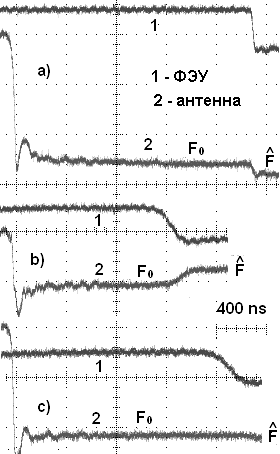 1
a)
1 - ФЭУ
2 - антенна
2 F₀ F̂
1
b)
2 F₀ F̂
400 ns
1
c)
2 F₀ F̂